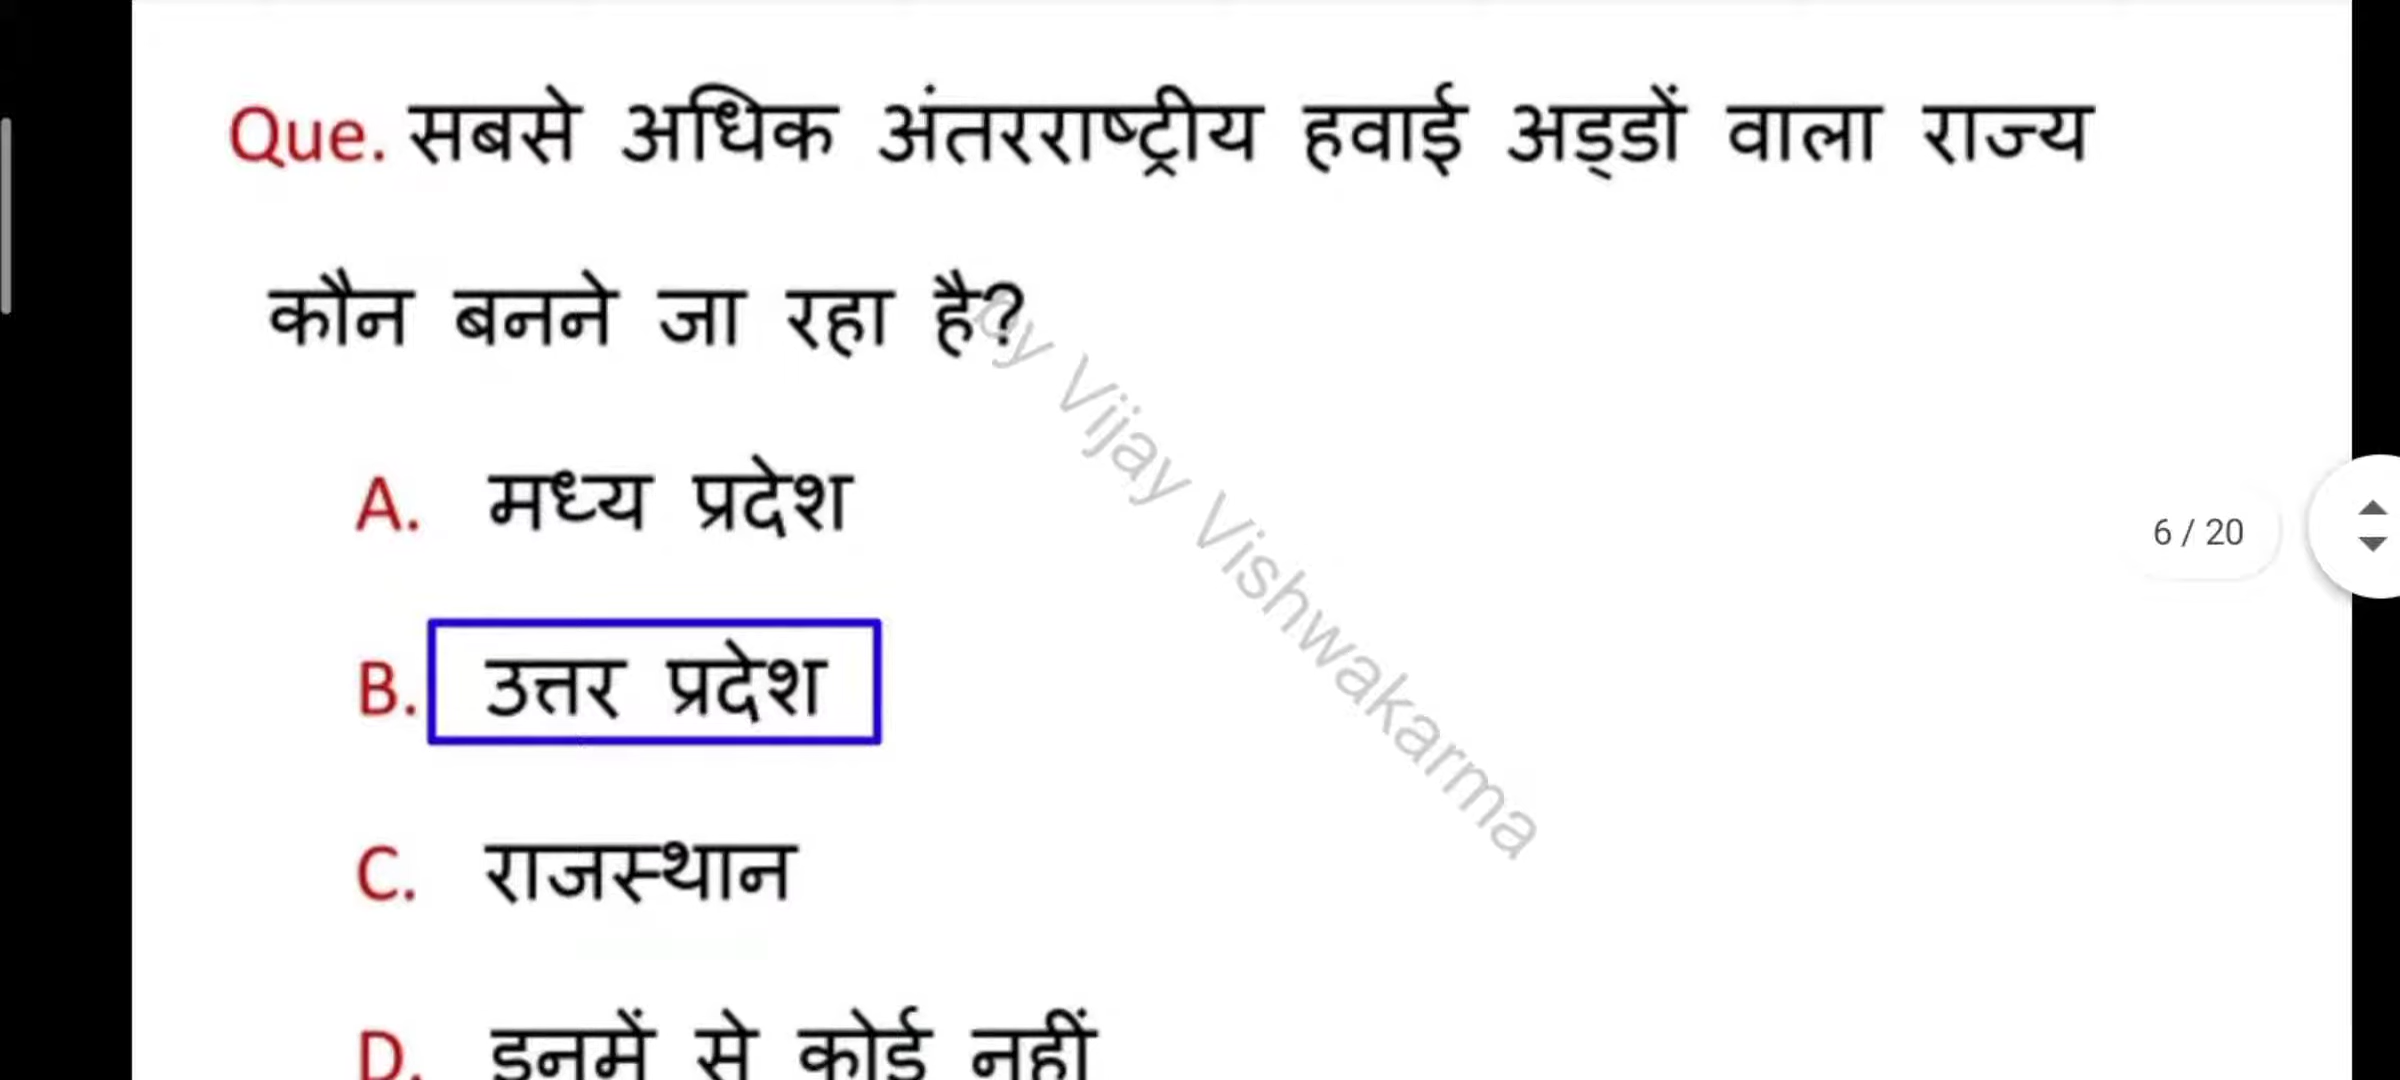 Que. सबसे अधिक अंतरराष्ट्रीय हवाई अड्डों वाला राज्य
कौन बनने जा रहा है?
A. मध्य प्रदेश
B. उत्तर प्रदेश
C. राजस्थान
D. इनमें से कोई नहीं
by Vijay Vishwakarma
6 / 20